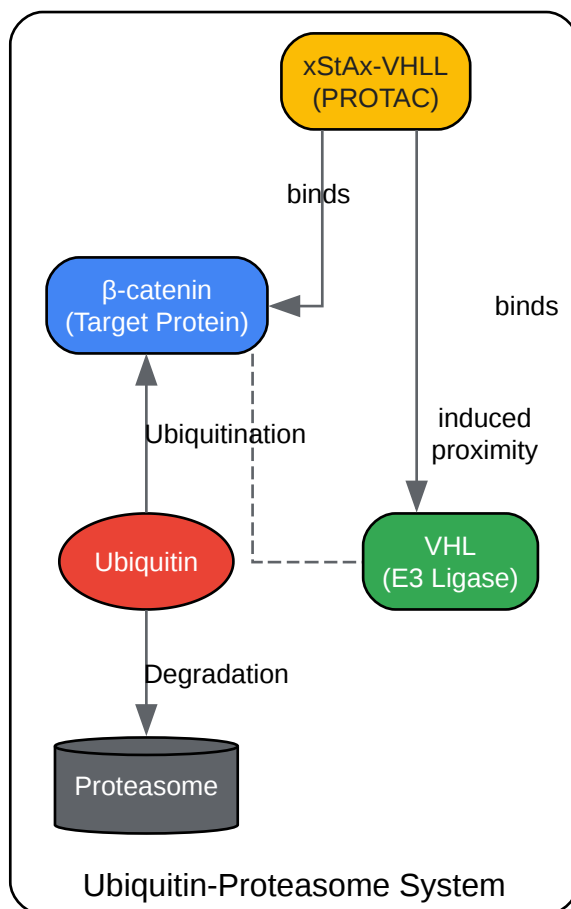 xStAx-VHLL
(PROTAC)
binds
β-catenin
(Target Protein)
binds
Ubiquitination
induced
proximity
Ubiquitin
VHL
(E3 Ligase)
Degradation
Proteasome
Ubiquitin-Proteasome System